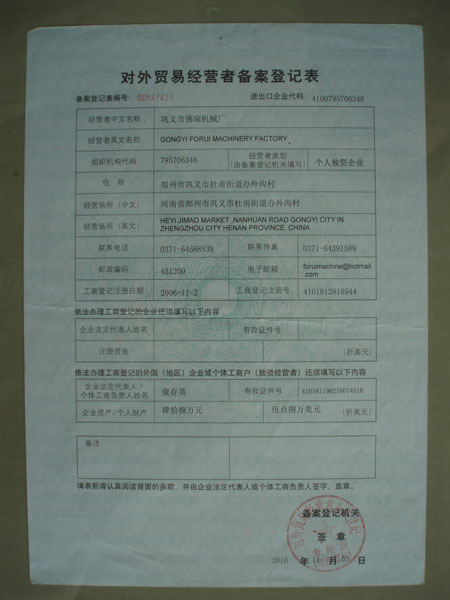 对外贸易经营者备案登记表
备案登记表编号: 00647421 进出口企业代码: 4100795706348
经营者中文名称 巩义市佛瑞机械厂
经营者英文名称 GONGYI FORUI MACHINERY FACTORY
组织机构代码 795706348 经营者类型 (由备案登记机关填写) 个人独资企业
住 所 郑州市巩义市杜甫街道办外沟村
经营场所(中文) 河南省郑州市巩义市杜甫街道办外沟村
经营场所(英文) HEYI JIMAO MARKET ,NANHUAN ROAD GONGYI CITY IN
ZHENGZHOU CITY HENAN PROVINCE, CHINA
联系电话 0371-64588838 联系传真 0371-64391589
邮政编码 451200 电子邮箱 foruimachine@hotmail
.com
工商登记注册日期 2006-11-2 工商登记注册号 4101812810544
依法办理工商登记的企业还须填写以下内容
企业法定代表人姓名 有效证件号
注册资金 (折美元)
依法办理工商登记的外国(地区)企业或个体工商户(独资经营者)还须填写以下内容
企业法定代表人/
个体工商负责人姓名 康存英 有效证件号 410181196210074516
企业资产/个人财产 肆拾捌万元 伍点捌万美元 (折美元)
备注
填表前请认真阅读背面的条款,并由企业法定代表人或个体工商负责人签字、盖章。
备案登记机关
签 章
2010 年 11 月 日